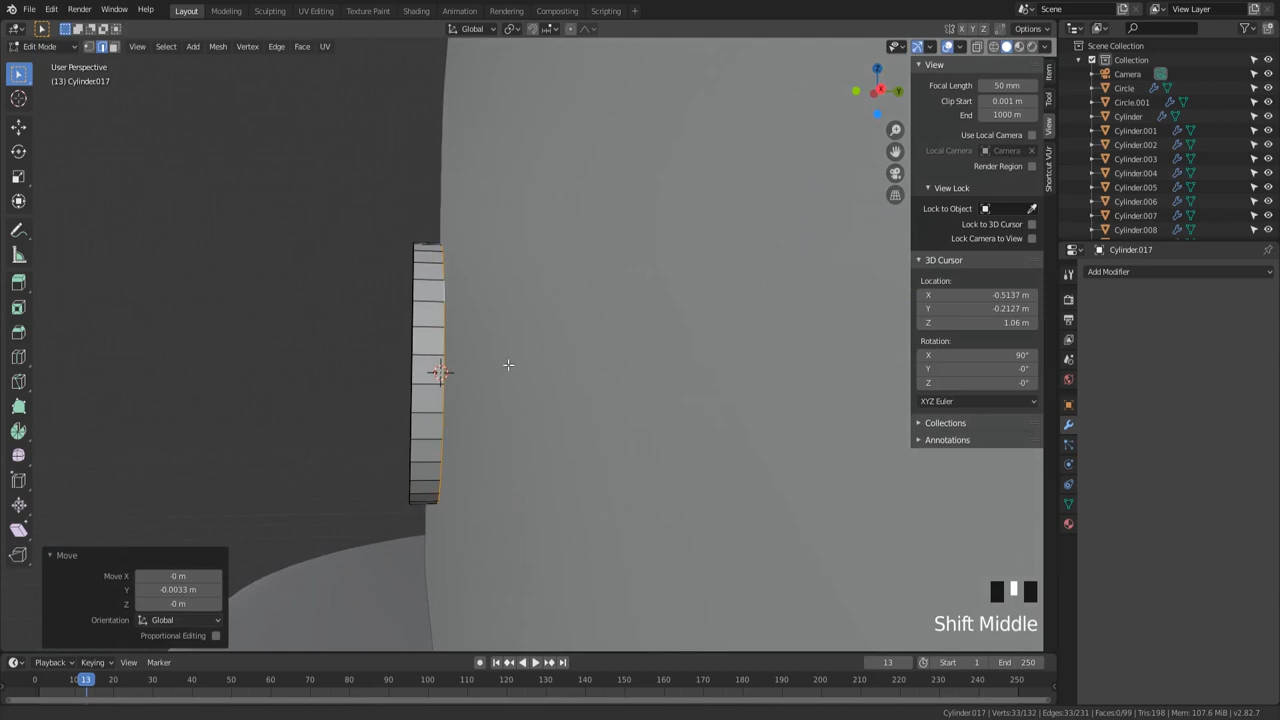 File Edit Render Window Help Layout Modeling Sculpting UV Editing Texture Paint Shading Animation Rendering Compositing Scripting + Scene View Layer
Global X Y Z Options
Edit Mode View Select Add Mesh Vertex Edge Face UV
User Perspective
(13) Cylinder.017
Z
X
Y
View
Focal Length 50 mm
Clip Start 0.001 m
End 1000 m
Use Local Camera
Local Camera Camera
Render Region
View Lock
Lock to Object
Lock to 3D Cursor
Lock Camera to View
3D Cursor
Location:
X -0.5137 m
Y -0.2127 m
Z 1.06 m
Rotation:
X 90°
Y -0°
Z -0°
XYZ Euler
Collections
Annotations
Item
Tool
View
Shortcut VUr
Scene Collection
Collection
Camera
Circle
Circle.001
Cylinder
Cylinder.001
Cylinder.002
Cylinder.003
Cylinder.004
Cylinder.005
Cylinder.006
Cylinder.007
Cylinder.008
Cylinder.017
Add Modifier
Move
Move X -0 m
Y -0.0033 m
Z -0 m
Orientation Global
Proportional Editing
Shift Middle
Playback Keying View Marker 13 Start 1 End 250
0 10 13 20 30 40 50 60 70 80 90 100 110 120 130 140 150 160 170 180 190 200 210 220 230 240 250
Cylinder.017 | Verts:33/132 | Edges:33/231 | Faces:0/99 | Tris:198 | Mem: 107.6 MiB | v2.82.7